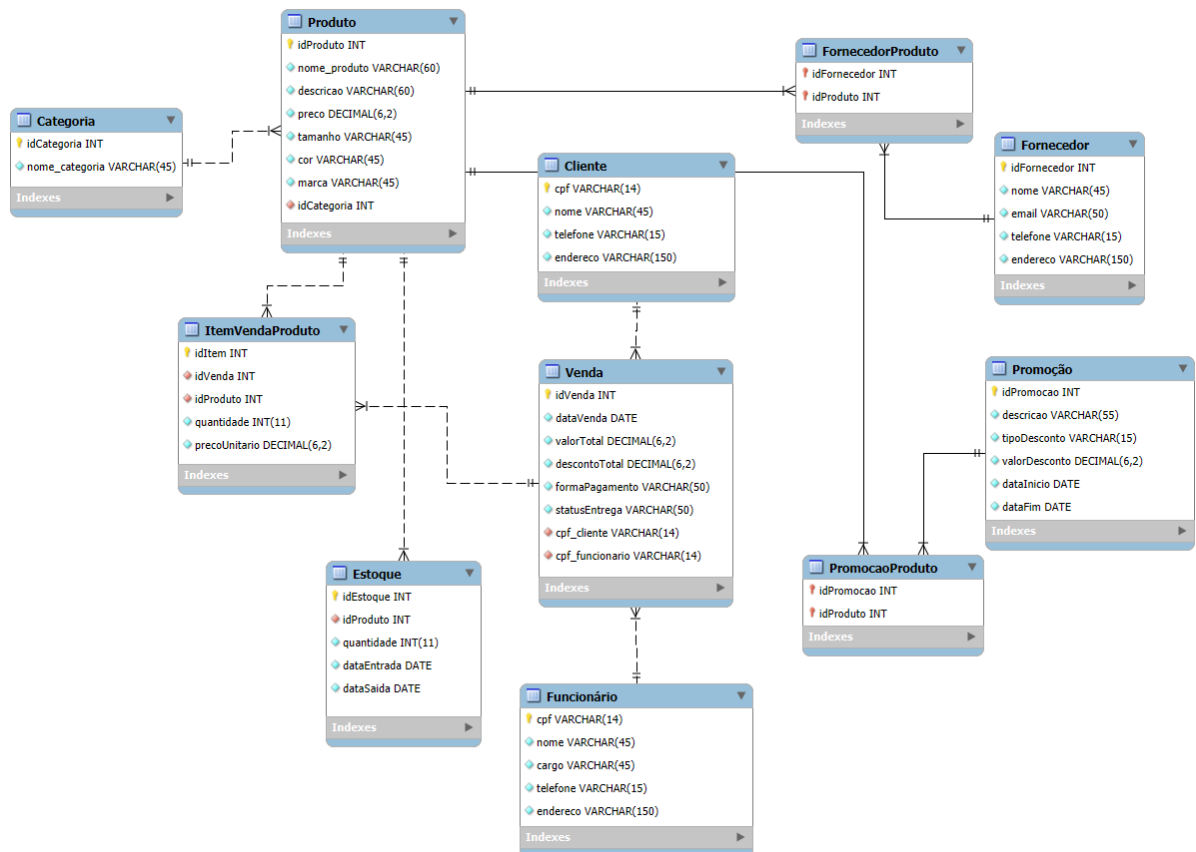 Produto
idProduto INT
nome_produto VARCHAR(60)
descricao VARCHAR(60)
preco DECIMAL(6,2)
tamanho VARCHAR(45)
cor VARCHAR(45)
marca VARCHAR(45)
idCategoria INT
Indexes
FornecedorProduto
idFornecedor INT
idProduto INT
Indexes
Categoria
idCategoria INT
nome_categoria VARCHAR(45)
Indexes
Cliente
cpf VARCHAR(14)
nome VARCHAR(45)
telefone VARCHAR(15)
endereco VARCHAR(150)
Indexes
Fornecedor
idFornecedor INT
nome VARCHAR(45)
email VARCHAR(50)
telefone VARCHAR(15)
endereco VARCHAR(150)
Indexes
ItemVendaProduto
idItem INT
idVenda INT
idProduto INT
quantidade INT(11)
precoUnitario DECIMAL(6,2)
Indexes
Venda
idVenda INT
dataVenda DATE
valorTotal DECIMAL(6,2)
descontoTotal DECIMAL(6,2)
formaPagamento VARCHAR(50)
statusEntrega VARCHAR(50)
cpf_cliente VARCHAR(14)
cpf_funcionario VARCHAR(14)
Indexes
Promoção
idPromocao INT
descricao VARCHAR(55)
tipoDesconto VARCHAR(15)
valorDesconto DECIMAL(6,2)
dataInicio DATE
dataFim DATE
Indexes
Estoque
idEstoque INT
idProduto INT
quantidade INT(11)
dataEntrada DATE
dataSaida DATE
Indexes
PromocaoProduto
idPromocao INT
idProduto INT
Indexes
Funcionário
cpf VARCHAR(14)
nome VARCHAR(45)
cargo VARCHAR(45)
telefone VARCHAR(15)
endereco VARCHAR(150)
Indexes